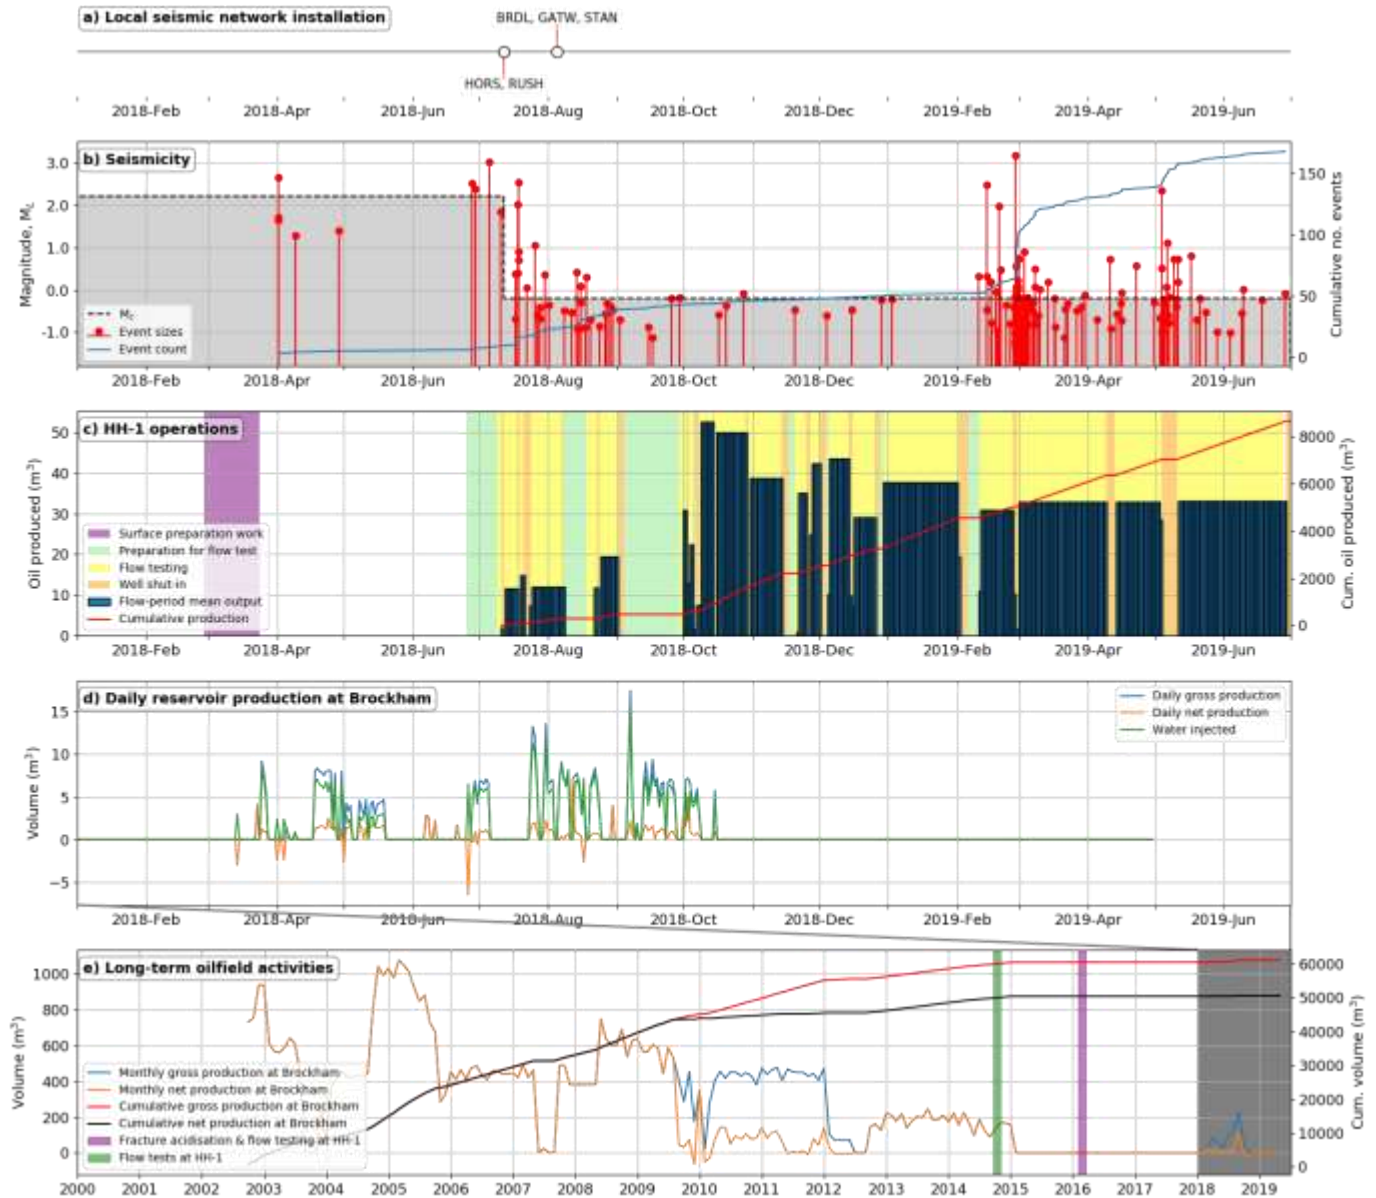 a) Local seismic network installation
BRDL, GATW, STAN
HORS, RUSH
2018-Feb 2018-Apr 2018-Jun 2018-Aug 2018-Oct 2018-Dec 2019-Feb 2019-Apr 2019-Jun
b) Seismicity
3.0
2.0
1.0
0.0
-1.0
Magnitude, M_L
150
100
50
0
Cumulative no. events
M_c
Event sizes
Event count
2018-Feb 2018-Apr 2018-Jun 2018-Aug 2018-Oct 2018-Dec 2019-Feb 2019-Apr 2019-Jun
c) HH-1 operations
50
40
30
20
10
0
Oil produced (m³)
8000
6000
4000
2000
0
Cum. oil produced (m³)
Surface preparation work
Preparation for flow test
Flow testing
Well shut-in
Flow-period mean output
Cumulative production
2018-Feb 2018-Apr 2018-Jun 2018-Aug 2018-Oct 2018-Dec 2019-Feb 2019-Apr 2019-Jun
d) Daily reservoir production at Brockham
15
10
5
0
−5
Volume (m³)
Daily gross production
Daily net production
Water injected
2018-Feb 2018-Apr 2018-Jun 2018-Aug 2018-Oct 2018-Dec 2019-Feb 2019-Apr 2019-Jun
e) Long-term oilfield activities
1000
800
600
400
200
0
Volume (m³)
60000
50000
40000
30000
20000
10000
0
Cum. volume (m³)
Monthly gross production at Brockham
Monthly net production at Brockham
Cumulative gross production at Brockham
Cumulative net production at Brockham
Fracture acidisation & flow testing at HH-1
Flow tests at HH-1
2000 2001 2002 2003 2004 2005 2006 2007 2008 2009 2010 2011 2012 2013 2014 2015 2016 2017 2018 2019